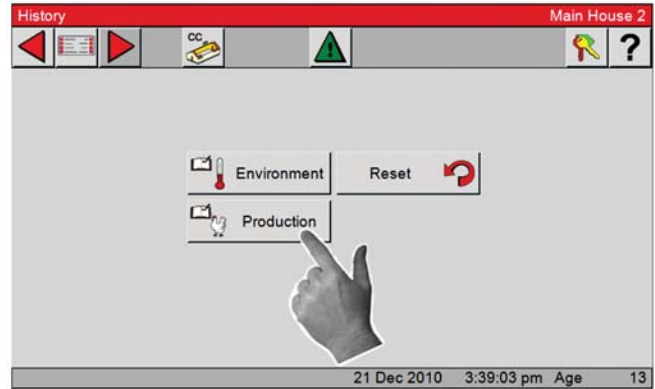 History Main House 2
CC
?
Environment Reset
Production
21 Dec 2010 3:39:03 pm Age 13